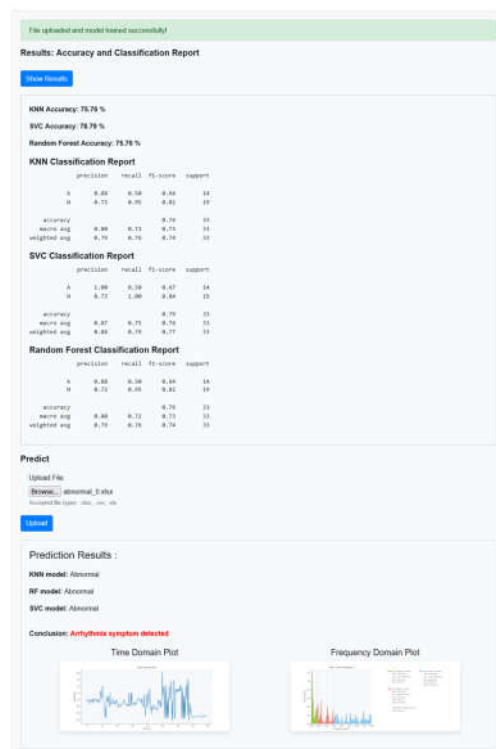 File uploaded and model trained successfully!
Results: Accuracy and Classification Report
Show Results
KNN Accuracy: 75.76 %
SVC Accuracy: 78.79 %
Random Forest Accuracy: 75.76 %
KNN Classification Report
precision recall f1-score support
A 0.88 0.50 0.64 14
N 0.72 0.95 0.82 19
accuracy 0.76 33
macro avg 0.80 0.72 0.73 33
weighted avg 0.79 0.76 0.74 33
SVC Classification Report
precision recall f1-score support
A 1.00 0.50 0.67 14
N 0.73 1.00 0.84 19
accuracy 0.79 33
macro avg 0.87 0.75 0.76 33
weighted avg 0.79 0.77 33
Random Forest Classification Report
precision recall f1-score support
A 0.88 0.50 0.64 14
N 0.72 0.95 0.82 19
accuracy 0.76 33
macro avg 0.80 0.72 0.73 33
weighted avg 0.79 0.76 0.74 33
Predict
Upload File:
Browse... abnormal_0.xlsx
Accepted file types: .xlsx, .csv, .xls
Upload
Prediction Results :
KNN model: Abnormal
RF model: Abnormal
SVC model: Abnormal
Conclusion: Arrhythmia symptom detected
Time Domain Plot
Frequency Domain Plot